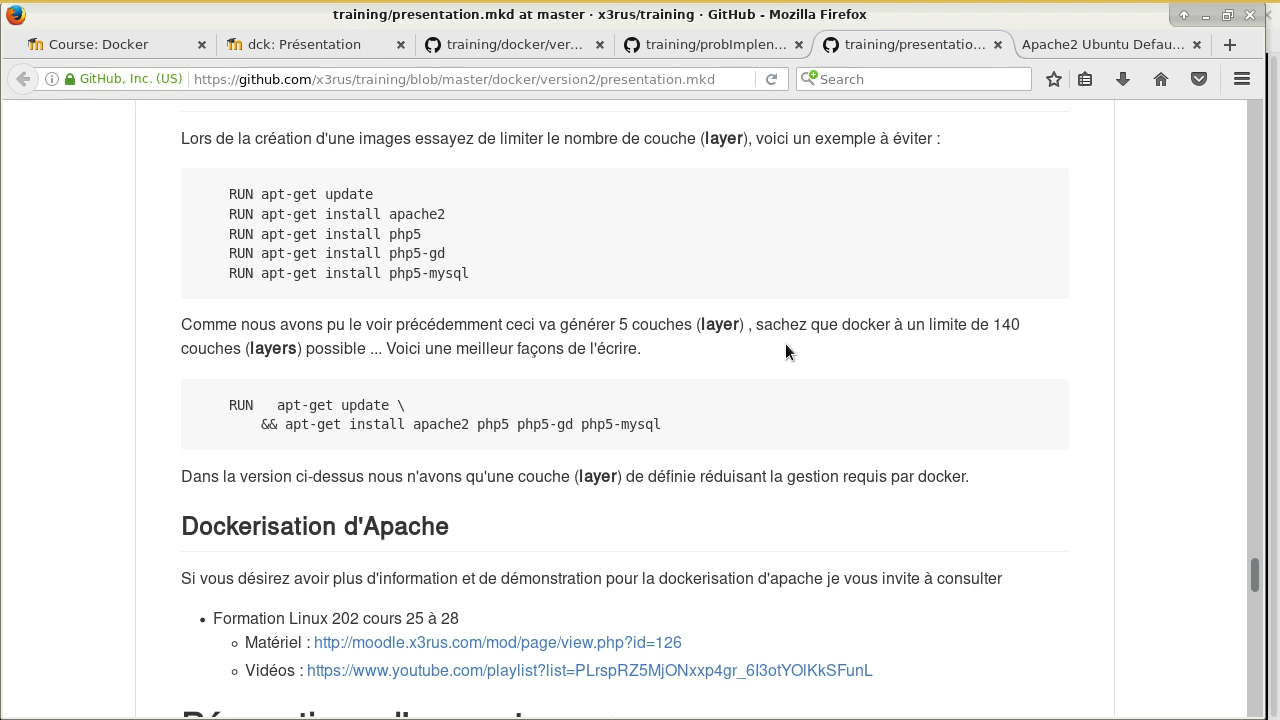 training/presentation.mkd at master · x3rus/training · GitHub - Mozilla Firefox
Course: Docker
dck: Présentation
training/docker/ver...
training/probImplen...
training/presentatio...
Apache2 Ubuntu Defau...
GitHub, Inc. (US)
https://github.com/x3rus/training/blob/master/docker/version2/presentation.mkd
Search
Lors de la création d'une images essayez de limiter le nombre de couche (layer), voici un exemple à éviter :
RUN apt-get update
RUN apt-get install apache2
RUN apt-get install php5
RUN apt-get install php5-gd
RUN apt-get install php5-mysql
Comme nous avons pu le voir précédemment ceci va générer 5 couches (layer) , sachez que docker à un limite de 140
couches (layers) possible ... Voici une meilleur façons de l'écrire.
RUN   apt-get update \
&& apt-get install apache2 php5 php5-gd php5-mysql
Dans la version ci-dessus nous n'avons qu'une couche (layer) de définie réduisant la gestion requis par docker.
Dockerisation d'Apache
Si vous désirez avoir plus d'information et de démonstration pour la dockerisation d'apache je vous invite à consulter
• Formation Linux 202 cours 25 à 28
◦ Matériel : http://moodle.x3rus.com/mod/page/view.php?id=126
◦ Vidéos : https://www.youtube.com/playlist?list=PLrspRZ5MjONxxp4gr_6I3otYOlKkSFunL